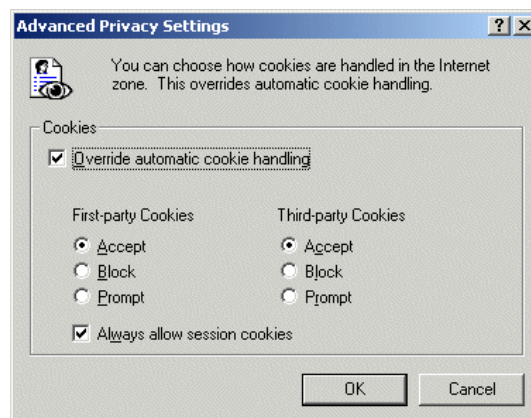 Advanced Privacy Settings
You can choose how cookies are handled in the Internet
zone. This overrides automatic cookie handling.
Cookies
Override automatic cookie handling
First-party Cookies
Third-party Cookies
Accept
Accept
Block
Block
Prompt
Prompt
Always allow session cookies
OK
Cancel